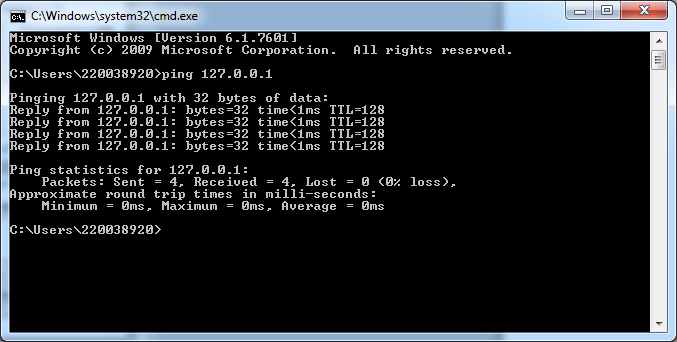 C:\Windows\system32\cmd.exe
Microsoft Windows [Version 6.1.7601]
Copyright (c) 2009 Microsoft Corporation.  All rights reserved.
C:\Users\220038920>ping 127.0.0.1
Pinging 127.0.0.1 with 32 bytes of data:
Reply from 127.0.0.1: bytes=32 time<1ms TTL=128
Reply from 127.0.0.1: bytes=32 time<1ms TTL=128
Reply from 127.0.0.1: bytes=32 time<1ms TTL=128
Reply from 127.0.0.1: bytes=32 time<1ms TTL=128
Ping statistics for 127.0.0.1:
    Packets: Sent = 4, Received = 4, Lost = 0 (0% loss),
Approximate round trip times in milli-seconds:
    Minimum = 0ms, Maximum = 0ms, Average = 0ms
C:\Users\220038920>